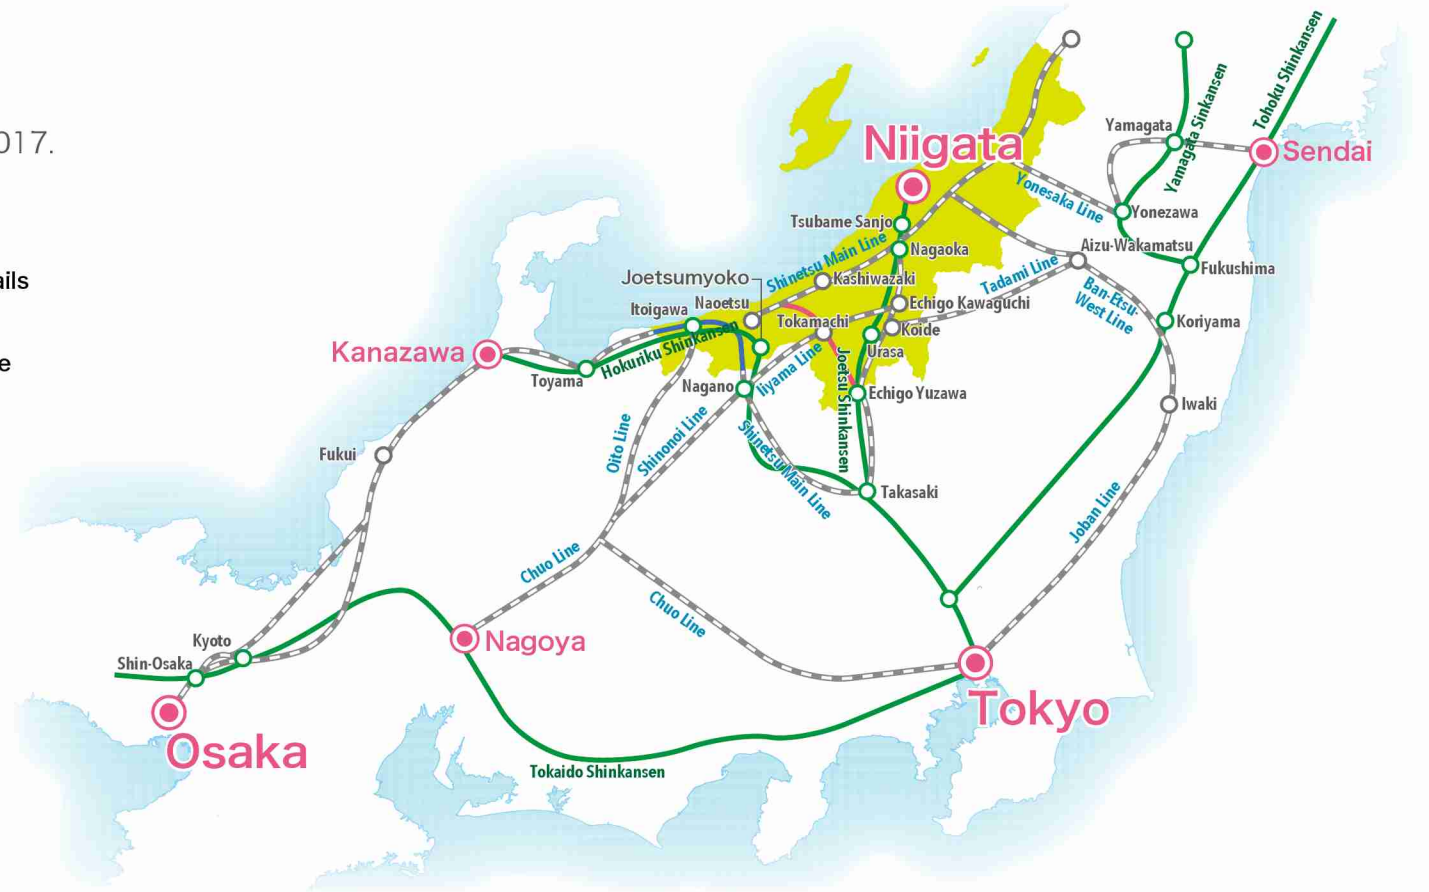 017.
ails
e
Niigata
Yamagata
Yamagata Sinkansen
Tohoku Shinkansen
Sendai
Yonesaka Line
Yonezawa
Tsubame Sanjo
Shinetsu Main Line
Nagaoka
Aizu-Wakamatsu
Fukushima
Joetsumyoko
Kashiwazaki
Tadami Line
Ban-Etsu-
West Line
Itoigawa
Naoetsu
Echigo Kawaguchi
Tokamachi
Koide
Koriyama
Kanazawa
Hokuriku Shinkansen
Urasa
Toyama
Nagano
Iiyama Line
Joetsu Shinkansen
Echigo Yuzawa
Iwaki
Fukui
Oito Line
Shinonoi Line
Shinetsu Main Line
Takasaki
Joban Line
Chuo Line
Chuo Line
Kyoto
Nagoya
Shin-Osaka
Osaka
Tokyo
Tokaido Shinkansen